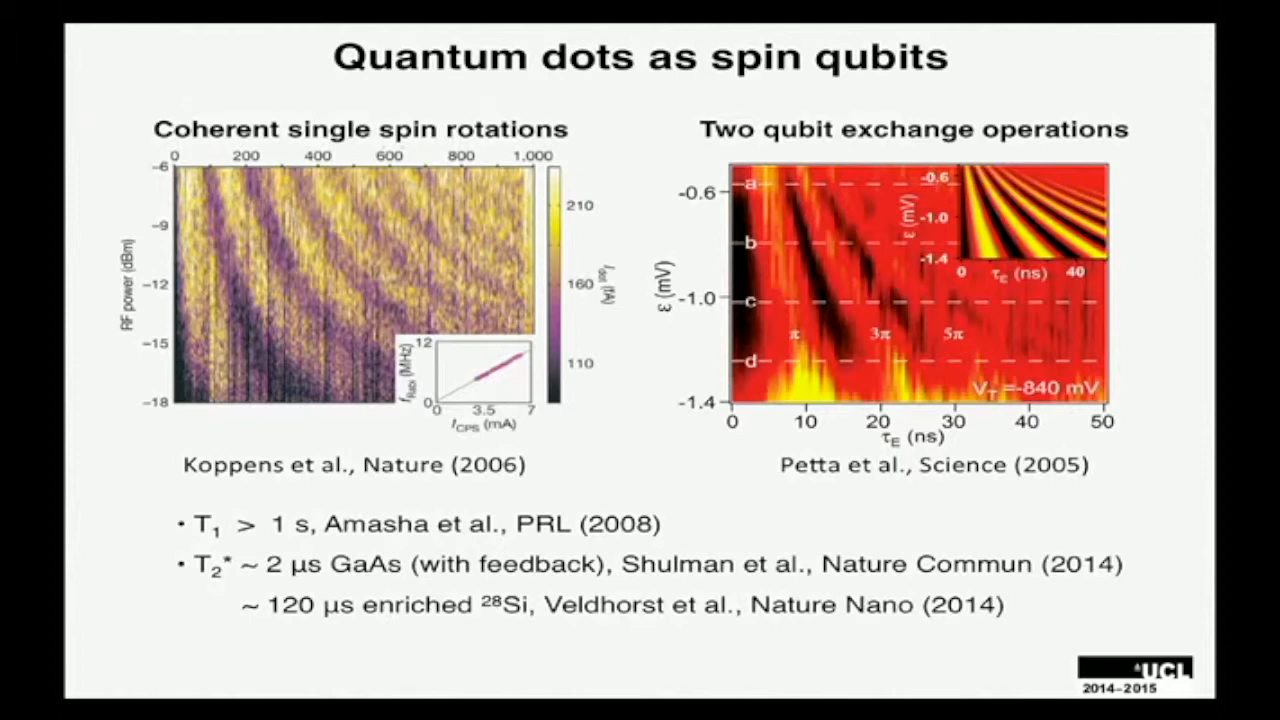 Quantum dots as spin qubits
Coherent single spin rotations
0 200 400 600 800 1,000
−6
−9
−12
−15
−18
RF power (dBm)
210
160
110
I_dot (fA)
12
0
f_Rabi (MHz)
0 3.5 7
I_CPS (mA)
Koppens et al., Nature (2006)
Two qubit exchange operations
-0.6
-1.0
-1.4
ε (mV)
a
b
c
d
π 3π 5π
V_T =-840 mV
-0.6
-1.0
-1.4
ε (mV)
0 τ_E (ns) 40
0 10 20 30 40 50
τ_E (ns)
Petta et al., Science (2005)
• T₁ > 1 s, Amasha et al., PRL (2008)
• T₂* ~ 2 µs GaAs (with feedback), Shulman et al., Nature Commun (2014)
~ 120 µs enriched ²⁸Si, Veldhorst et al., Nature Nano (2014)
UCL
2014–2015